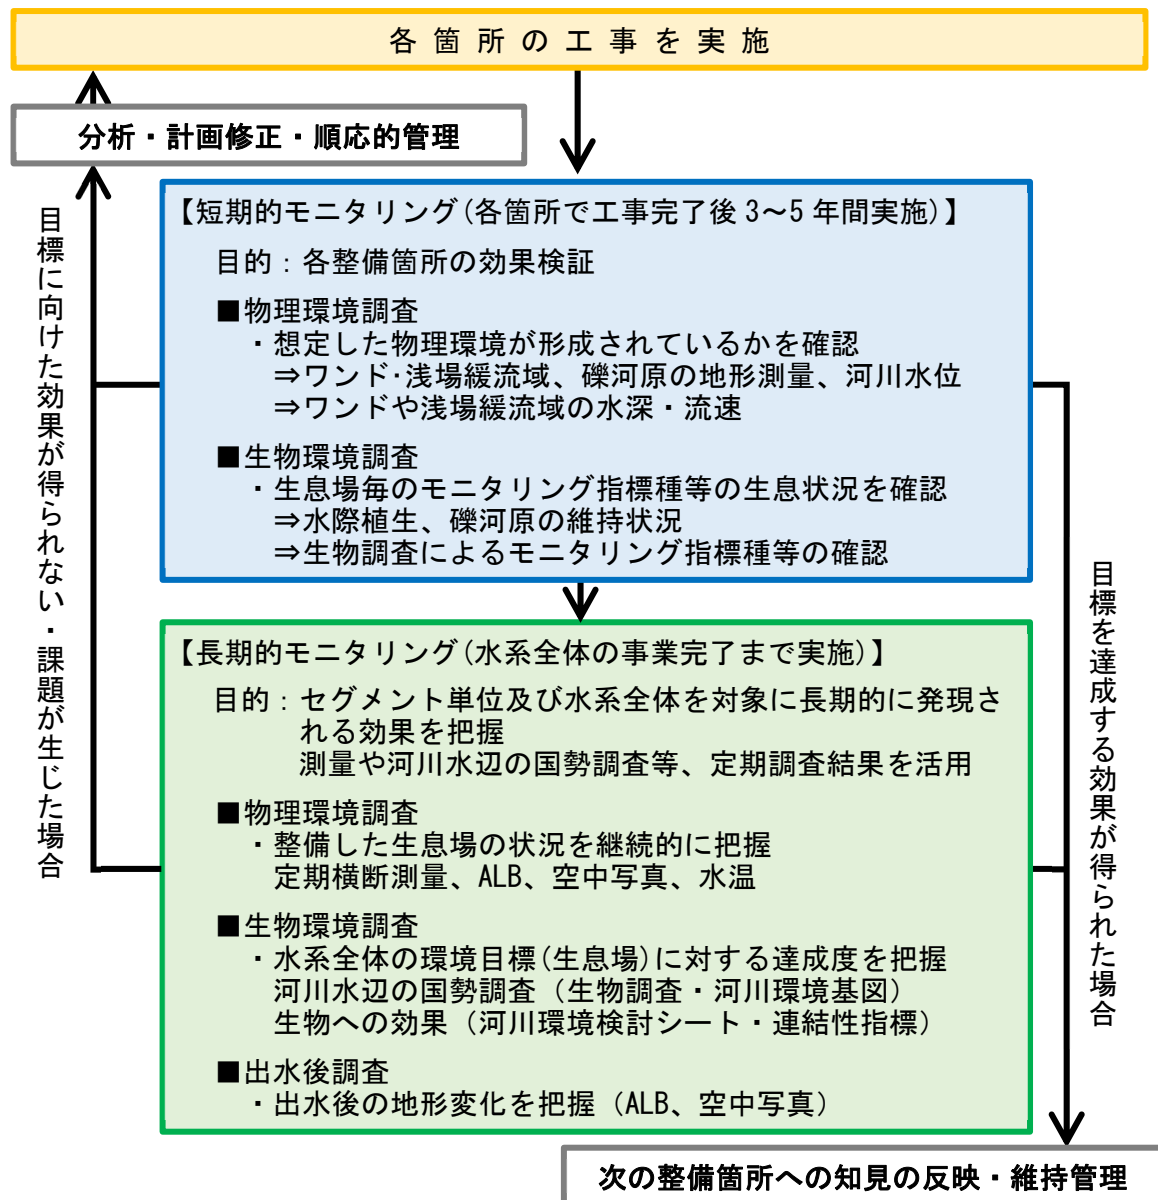 各箇所の工事を実施
分析・計画修正・順応的管理
目標に向けた効果が得られない・課題が生じた場合
【短期的モニタリング(各箇所で工事完了後3～5年間実施)】
目的：各整備箇所の効果検証
■物理環境調査
・想定した物理環境が形成されているかを確認
⇒ワンド・浅場緩流域、礫河原の地形測量、河川水位
⇒ワンドや浅場緩流域の水深・流速
■生物環境調査
・生息場毎のモニタリング指標種等の生息状況を確認
⇒水際植生、礫河原の維持状況
⇒生物調査によるモニタリング指標種等の確認
【長期的モニタリング(水系全体の事業完了まで実施)】
目的：セグメント単位及び水系全体を対象に長期的に発現さ
れる効果を把握
測量や河川水辺の国勢調査等、定期調査結果を活用
■物理環境調査
・整備した生息場の状況を継続的に把握
定期横断測量、ALB、空中写真、水温
■生物環境調査
・水系全体の環境目標(生息場)に対する達成度を把握
河川水辺の国勢調査（生物調査・河川環境基図）
生物への効果（河川環境検討シート・連結性指標）
■出水後調査
・出水後の地形変化を把握（ALB、空中写真）
目標を達成する効果が得られた場合
次の整備箇所への知見の反映・維持管理